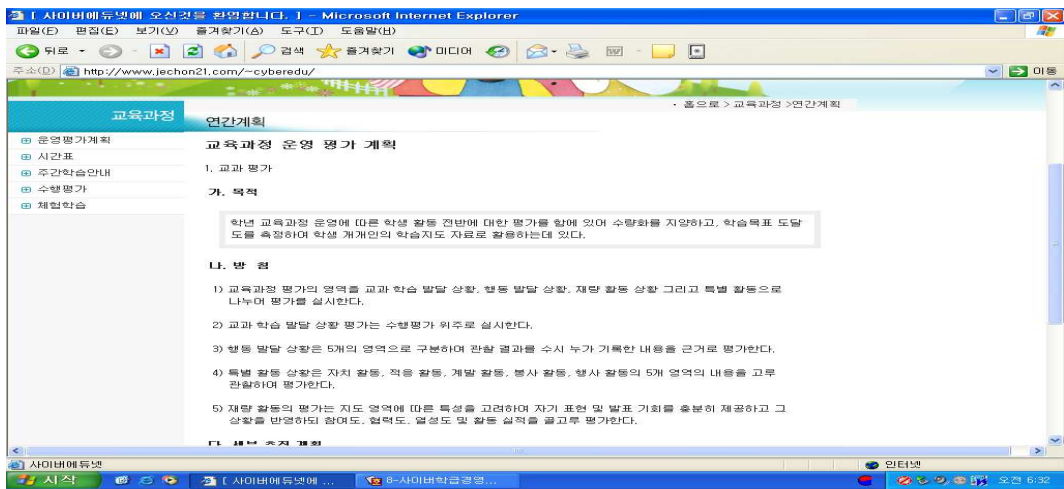 [ 사이버에듀넷에 오신것을 환영합니다. ] - Microsoft Internet Explorer
파일(F) 편집(E) 보기(V) 즐겨찾기(A) 도구(T) 도움말(H)
뒤로 검색 즐겨찾기 미디어
주소(D) http://www.jechon21.com/~cyberedu/ 이동
· 홈으로 > 교육과정 >연간계획
교육과정
연간계획
운영평가계획
시간표
주간학습안내
수행평가
체험학습
교육과정 운영 평가 계획
1. 교과 평가
가. 목적
학년 교육과정 운영에 따른 학생 활동 전반에 대한 평가를 함에 있어 수량화를 지양하고, 학습목표 도달
도를 측정하여 학생 개개인의 학습지도 자료로 활용하는데 있다.
나. 방 침
1) 교육과정 평가의 영역을 교과 학습 발달 상황, 행동 발달 상황, 재량 활동 상황 그리고 특별 활동으로
나누어 평가를 실시한다.
2) 교과 학습 발달 상황 평가는 수행평가 위주로 실시한다.
3) 행동 발달 상황은 5개의 영역으로 구분하여 관찰 결과를 수시 누가 기록한 내용을 근거로 평가한다.
4) 특별 활동 상황은 자치 활동, 적응 활동, 계발 활동, 봉사 활동, 행사 활동의 5개 영역의 내용을 고루
관찰하여 평가한다.
5) 재량 활동의 평가는 지도 영역에 따른 특성을 고려하여 자기 표현 및 발표 기회를 충분히 제공하고 그
상황을 반영하되 참여도, 협력도, 열성도 및 활동 실적을 골고루 평가한다.
다. 세부 추진 계획
사이버에듀넷 인터넷
시작 [ 사이버에듀넷에 ... 8-사이버학급경영... 오전 6:32